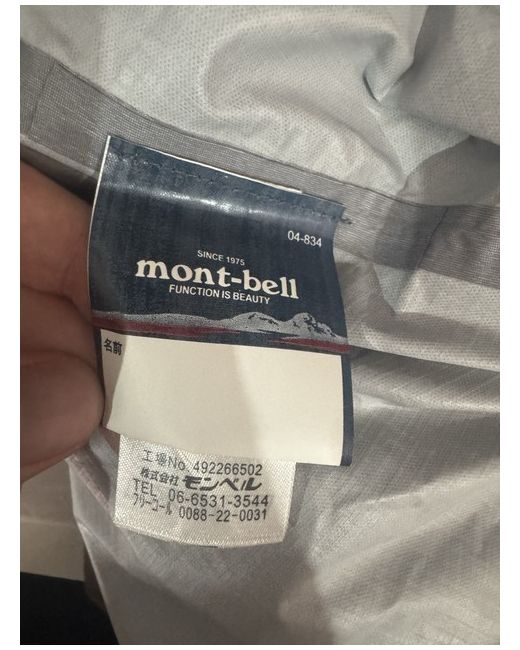 04-834
SINCE 1975
mont-bell
FUNCTION IS BEAUTY
名前
工場No. 492266502
株式会社 モンベル
TEL 06-6531-3544
フリーコール 0088-22-0031